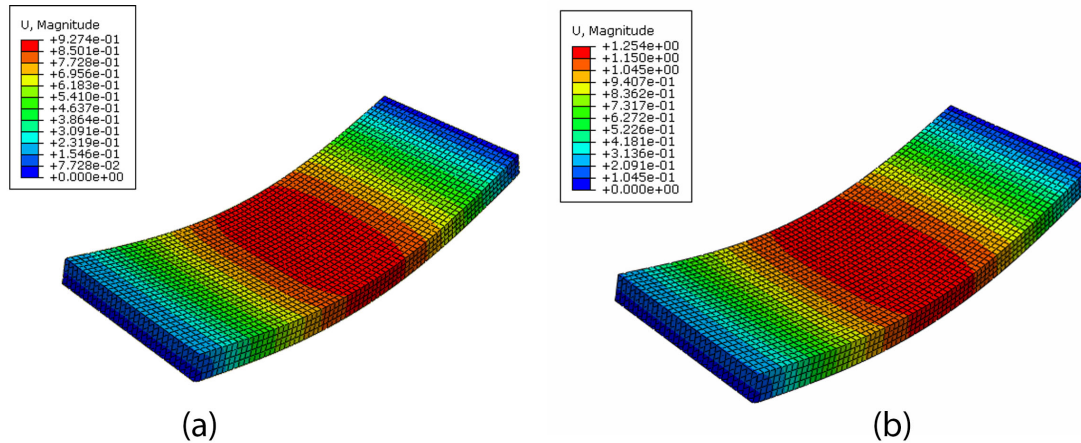 U, Magnitude
+9.274e-01
+8.501e-01
+7.728e-01
+6.956e-01
+6.183e-01
+5.410e-01
+4.637e-01
+3.864e-01
+3.091e-01
+2.319e-01
+1.546e-01
+7.728e-02
+0.000e+00
U, Magnitude
+1.254e+00
+1.150e+00
+1.045e+00
+9.407e-01
+8.362e-01
+7.317e-01
+6.272e-01
+5.226e-01
+4.181e-01
+3.136e-01
+2.091e-01
+1.045e-01
+0.000e+00
(a)
(b)